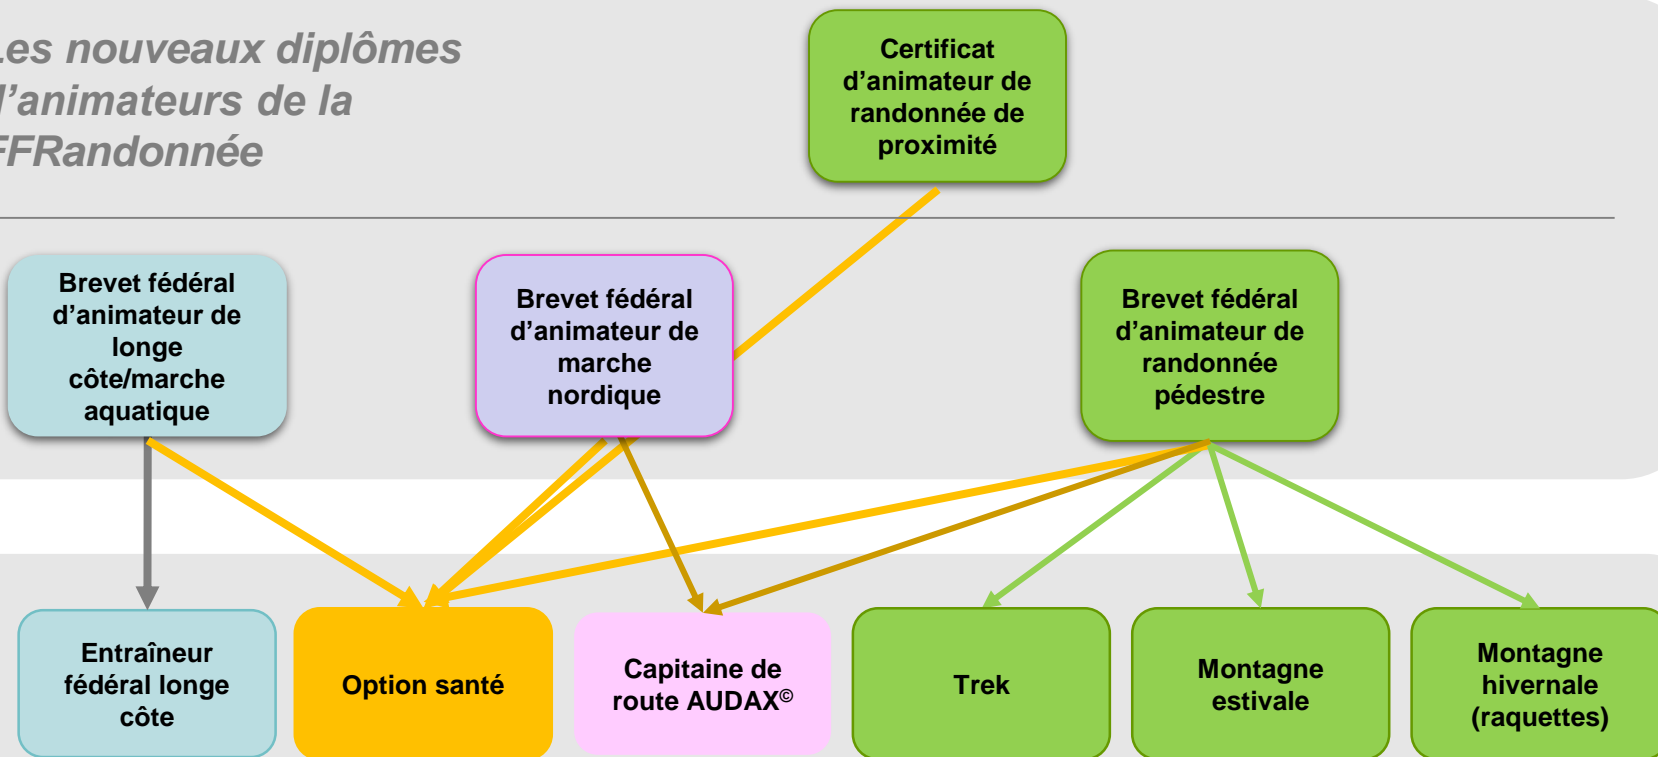 Les nouveaux diplômes
d'animateurs de la
FFRandonnée
Certificat
d'animateur de
randonnée de
proximité
Brevet fédéral
d'animateur de
longe
côte/marche
aquatique
Brevet fédéral
d'animateur de
marche
nordique
Brevet fédéral
d'animateur de
randonnée
pédestre
Entraîneur
fédéral longe
côte
Option santé
Capitaine de
route AUDAX©
Trek
Montagne
estivale
Montagne
hivernale
(raquettes)